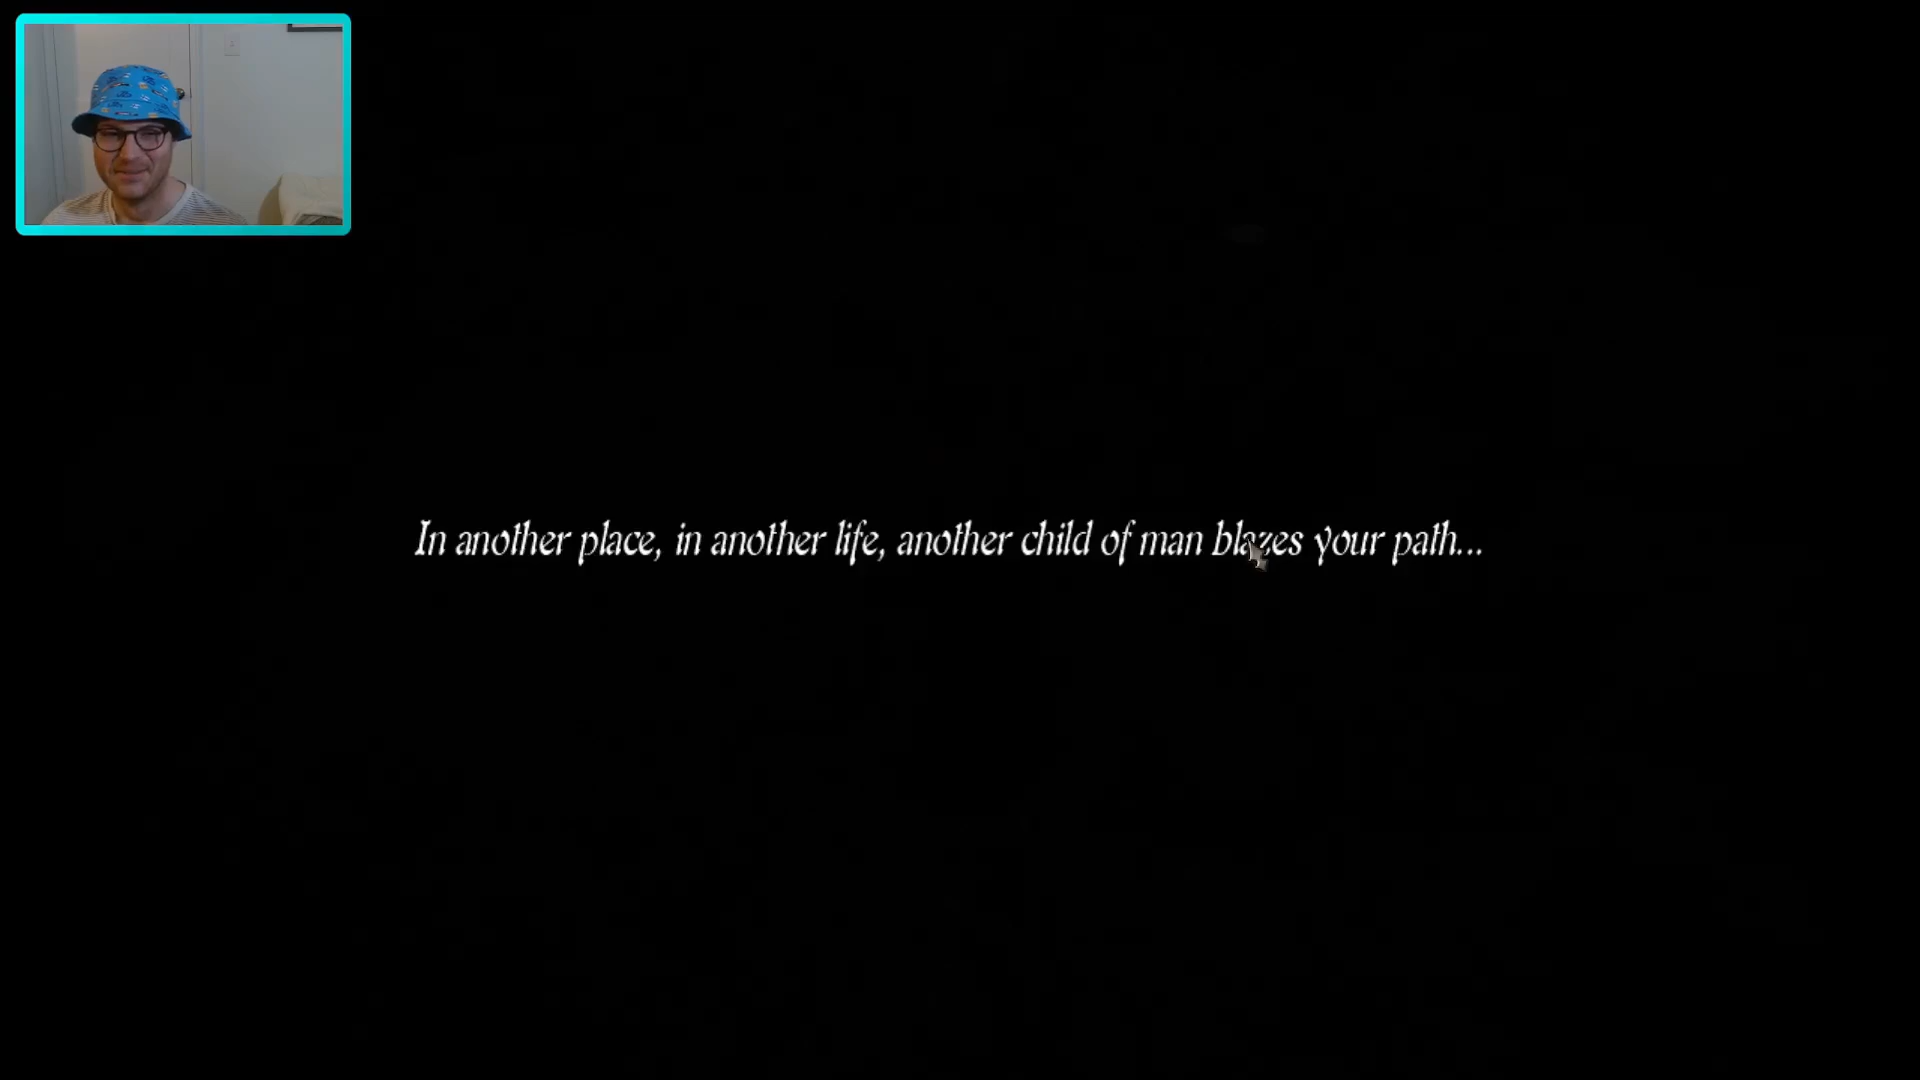 In another place, in another life, another child of man blazes your path...